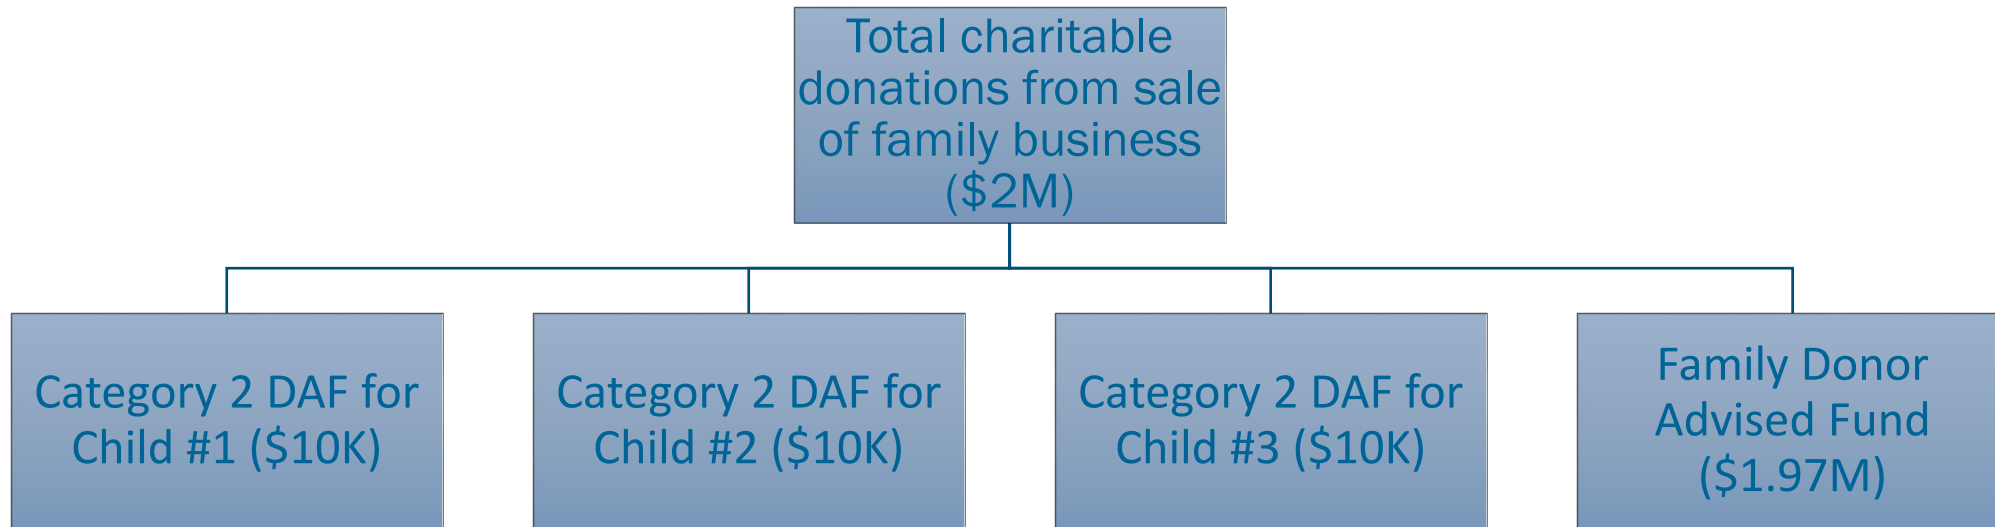 Total charitable
donations from sale
of family business
($2M)
Category 2 DAF for
Child #1 ($10K)
Category 2 DAF for
Child #2 ($10K)
Category 2 DAF for
Child #3 ($10K)
Family Donor
Advised Fund
($1.97M)